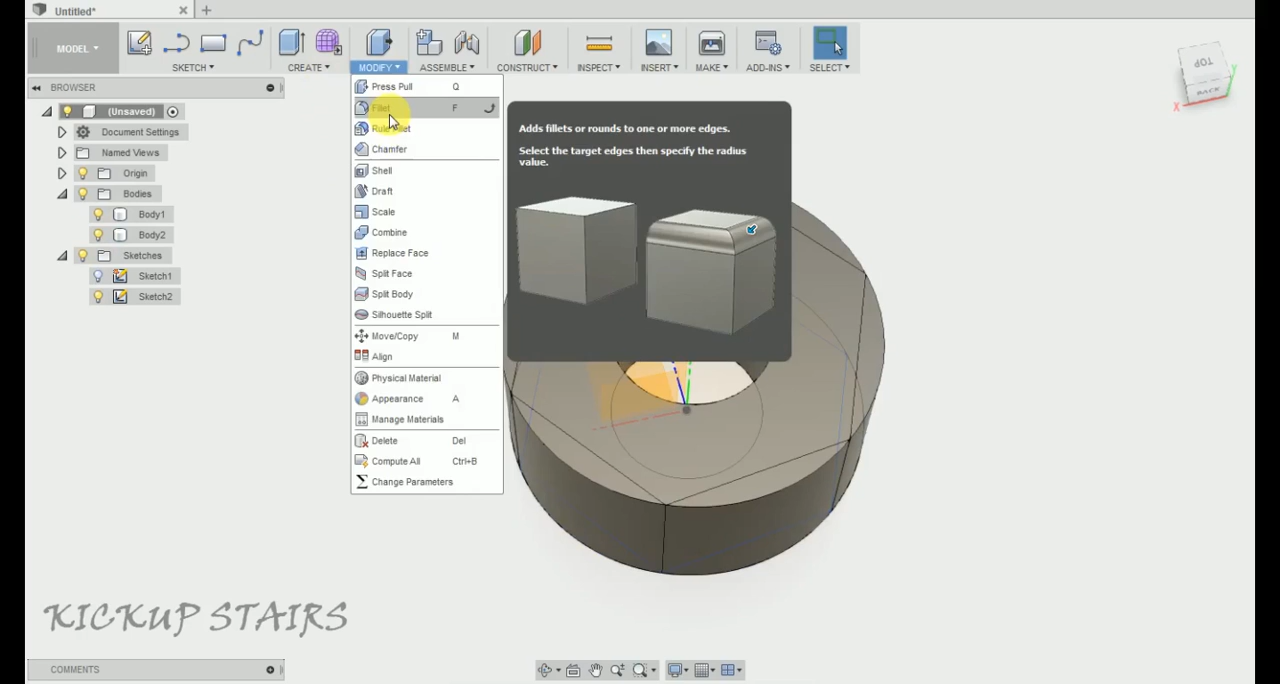 Untitled*
MODEL
SKETCH
CREATE
MODIFY
ASSEMBLE
CONSTRUCT
INSPECT
INSERT
MAKE
ADD-INS
SELECT
BROWSER
(Unsaved)
Document Settings
Named Views
Origin
Bodies
Body1
Body2
Sketches
Sketch1
Sketch2
Press Pull Q
Fillet F
Rule Fillet
Chamfer
Shell
Draft
Scale
Combine
Replace Face
Split Face
Split Body
Silhouette Split
Move/Copy M
Align
Physical Material
Appearance A
Manage Materials
Delete Del
Compute All Ctrl+B
Change Parameters
Adds fillets or rounds to one or more edges.
Select the target edges then specify the radius
value.
TOP
BACK
X
Y
KICKUP STAIRS
COMMENTS